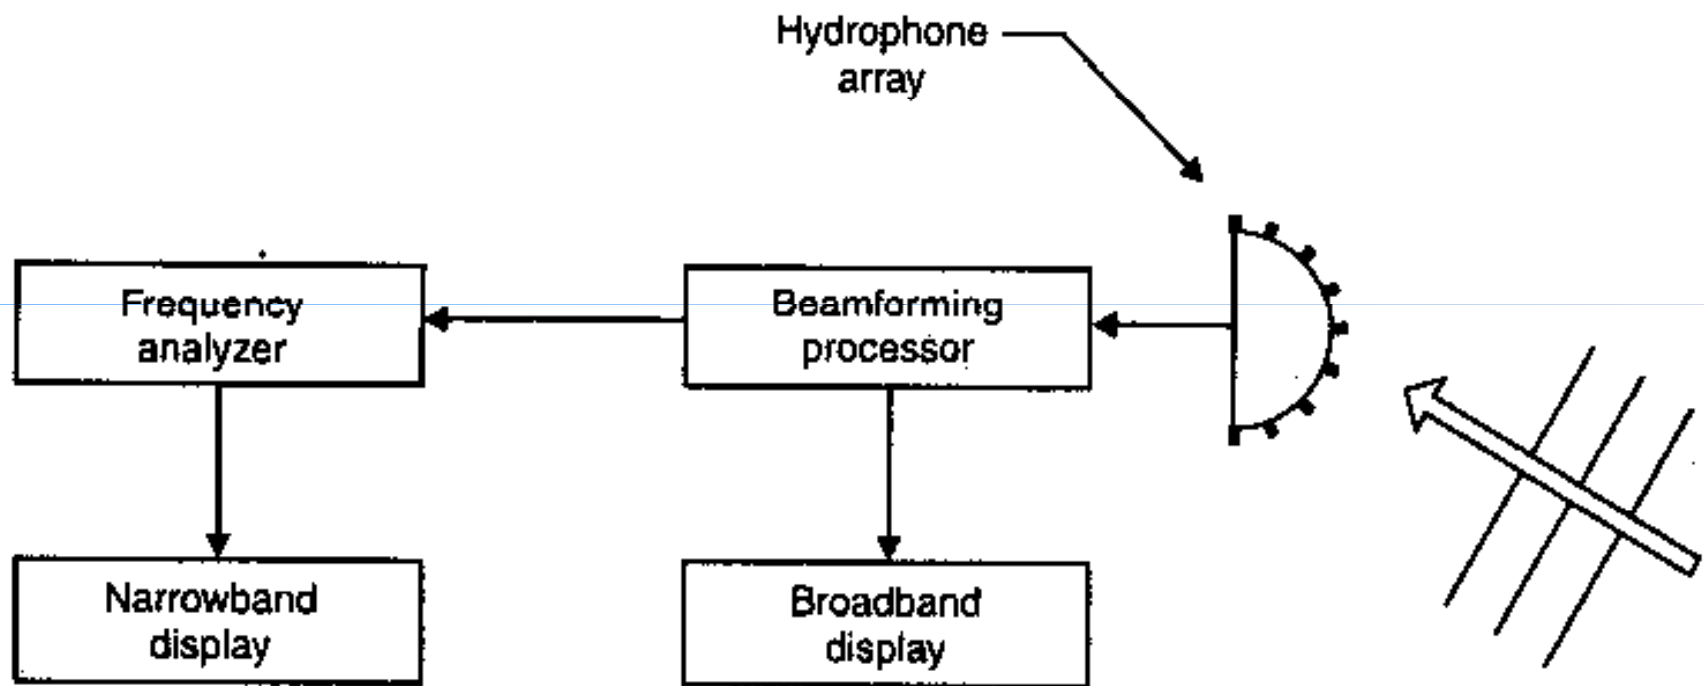 Hydrophone
array
Frequency
analyzer
Beamforming
processor
Narrowband
display
Broadband
display